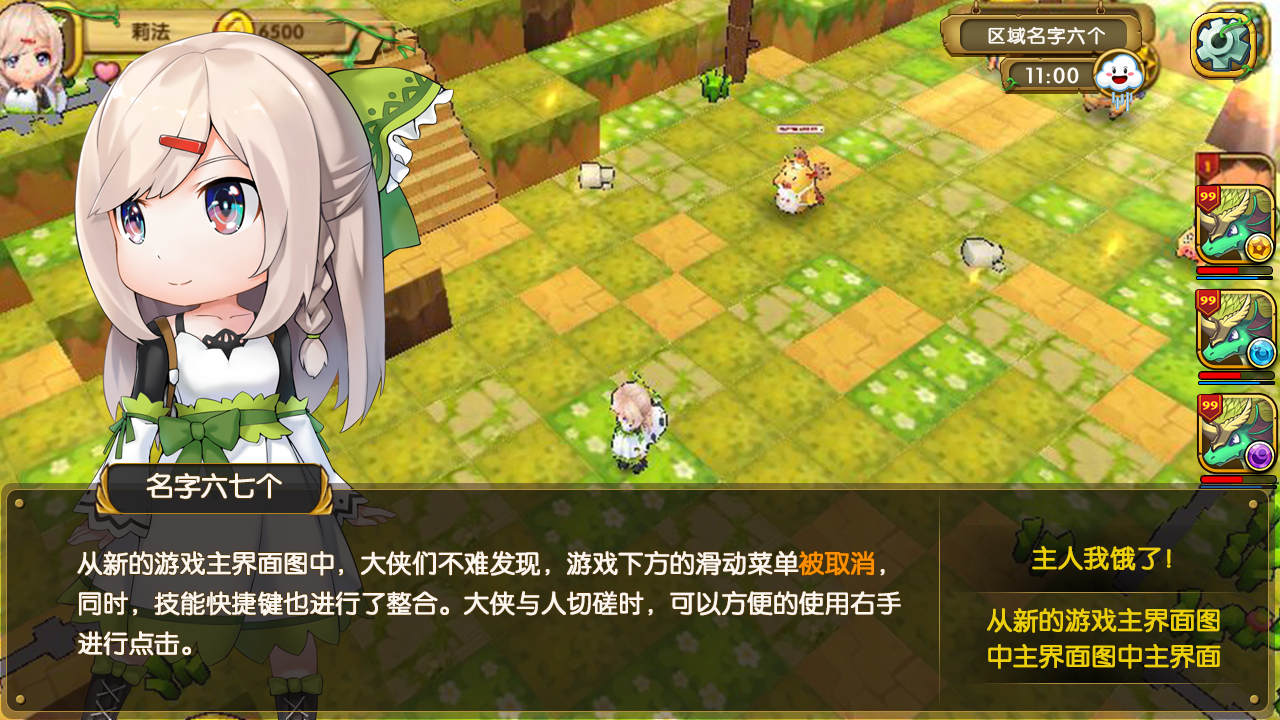 莉法
6500
区域名字六个
11:00
1
99
99
99
名字六七个
从新的游戏主界面图中，大侠们不难发现，游戏下方的滑动菜单被取消，
同时，技能快捷键也进行了整合。大侠与人切磋时，可以方便的使用右手
进行点击。
主人我饿了！
从新的游戏主界面图
中主界面图中主界面